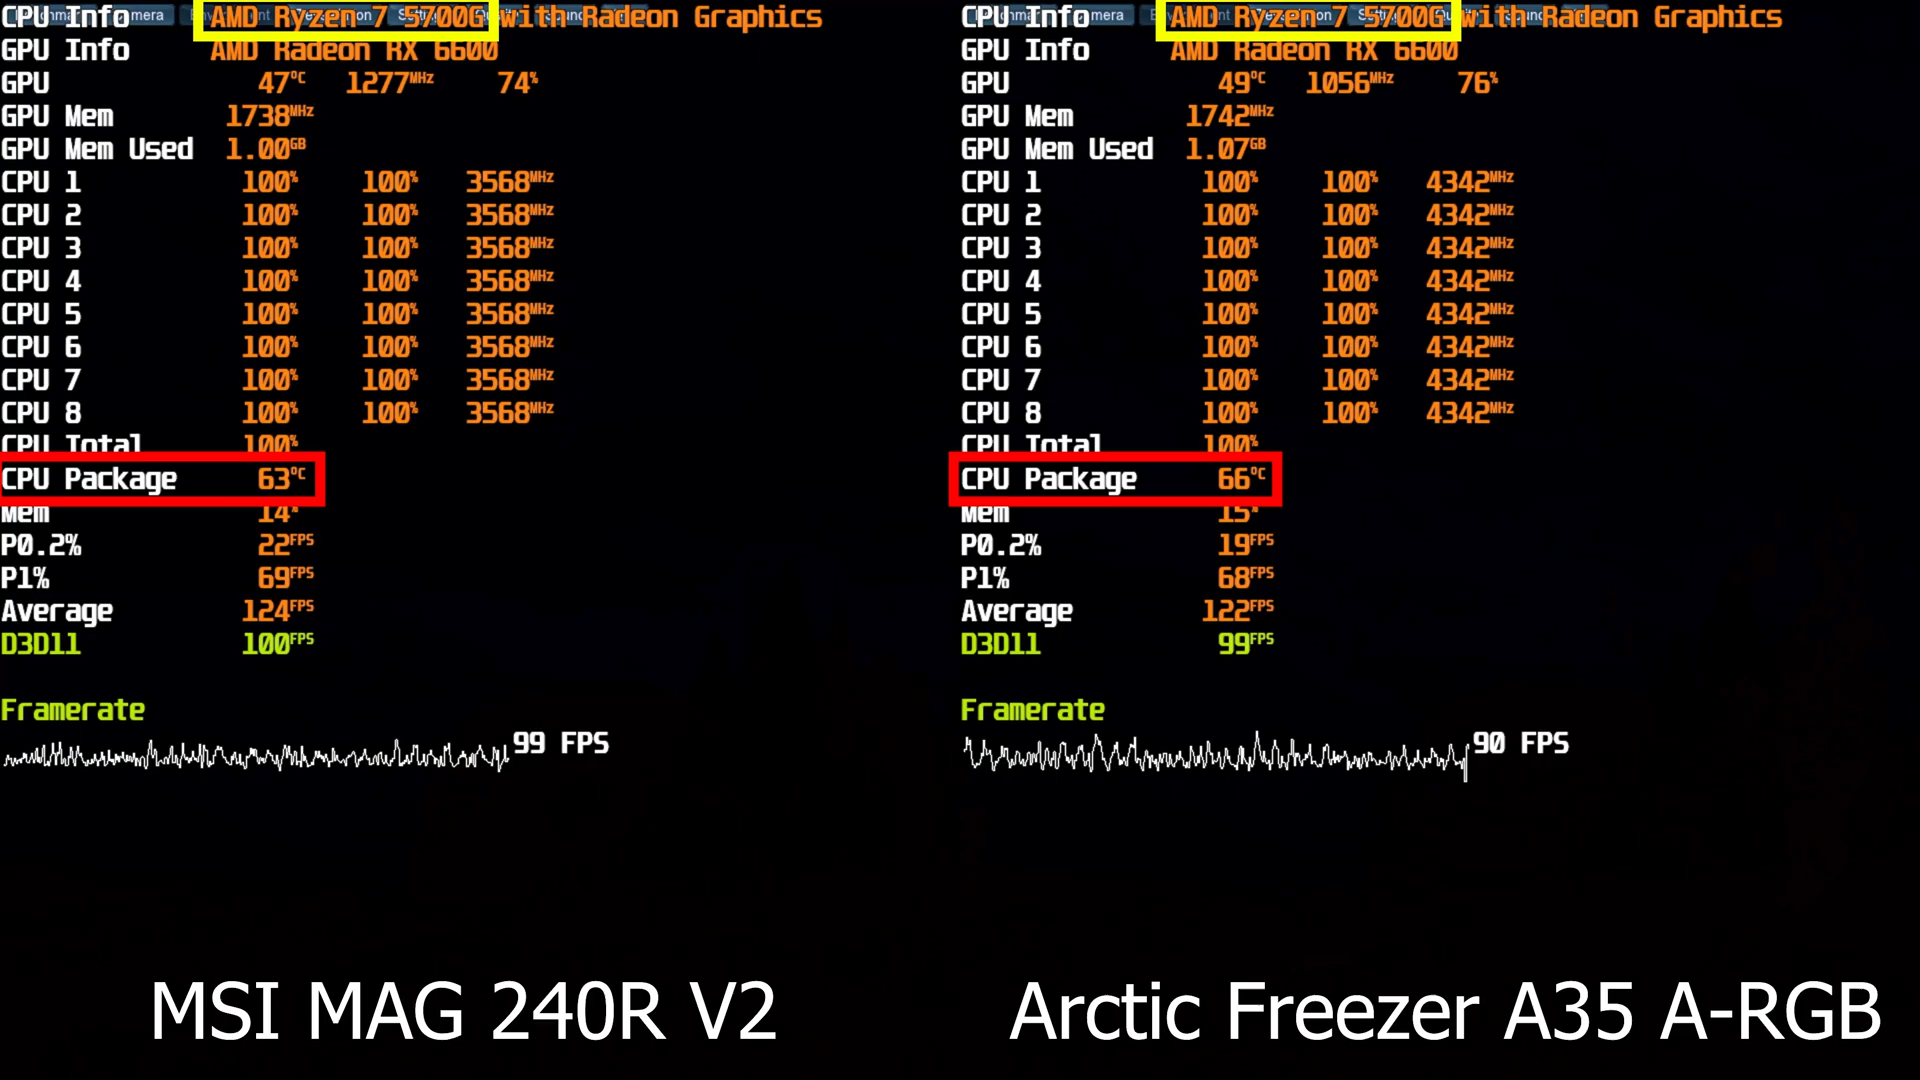 CPU Info AMD Ryzen 7 5700G with Radeon Graphics
GPU Info AMD Radeon RX 6600
GPU 47°C 1277MHz 74%
GPU Mem 1738MHz
GPU Mem Used 1.00GB
CPU 1 100% 100% 3568MHz
CPU 2 100% 100% 3568MHz
CPU 3 100% 100% 3568MHz
CPU 4 100% 100% 3568MHz
CPU 5 100% 100% 3568MHz
CPU 6 100% 100% 3568MHz
CPU 7 100% 100% 3568MHz
CPU 8 100% 100% 3568MHz
CPU Total 100%
CPU Package 63°C
Mem 14%
P0.2% 22FPS
P1% 69FPS
Average 124FPS
D3D11 100FPS
Framerate
99 FPS
MSI MAG 240R V2
CPU Info AMD Ryzen 7 5700G with Radeon Graphics
GPU Info AMD Radeon RX 6600
GPU 49°C 1056MHz 76%
GPU Mem 1742MHz
GPU Mem Used 1.07GB
CPU 1 100% 100% 4342MHz
CPU 2 100% 100% 4342MHz
CPU 3 100% 100% 4342MHz
CPU 4 100% 100% 4342MHz
CPU 5 100% 100% 4342MHz
CPU 6 100% 100% 4342MHz
CPU 7 100% 100% 4342MHz
CPU 8 100% 100% 4342MHz
CPU Total 100%
CPU Package 66°C
Mem 15%
P0.2% 19FPS
P1% 68FPS
Average 122FPS
D3D11 99FPS
Framerate
90 FPS
Arctic Freezer A35 A-RGB